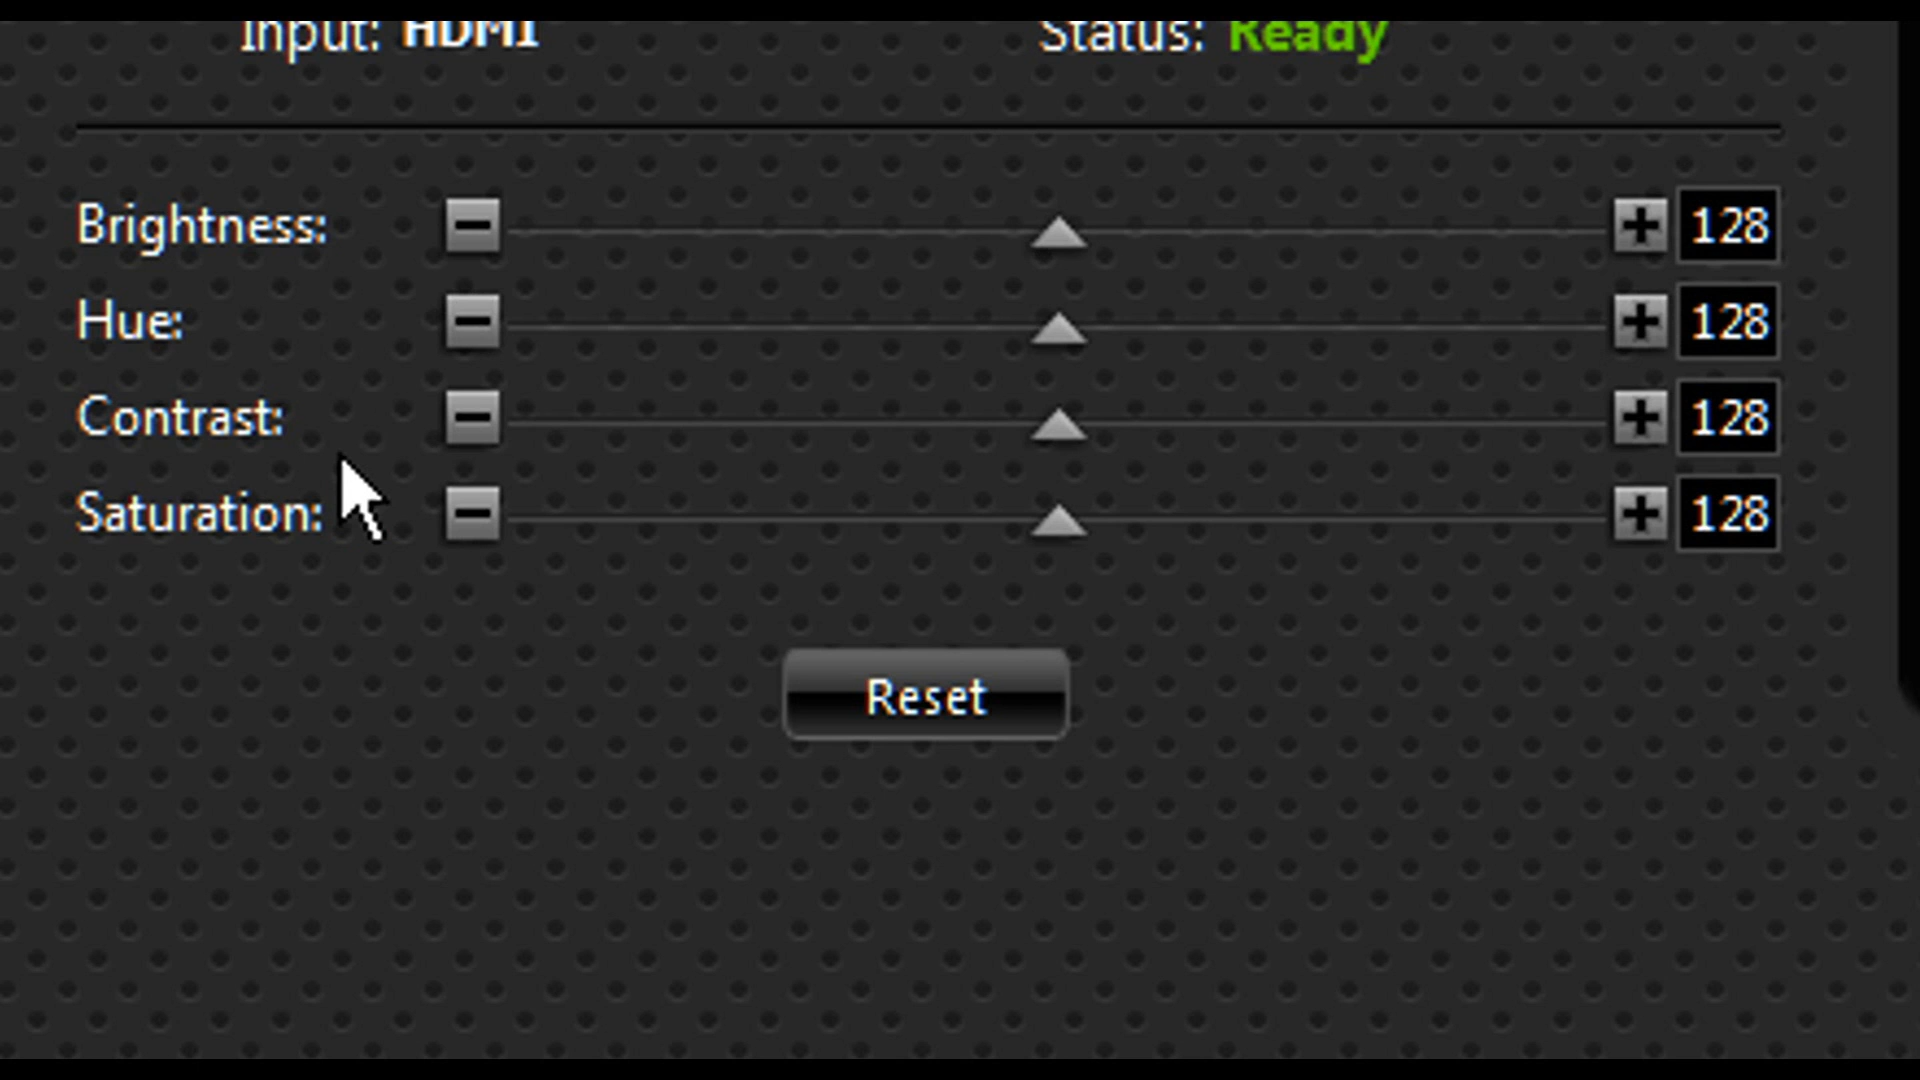 Input: HDMI Status: Ready
Brightness: 128
Hue: 128
Contrast: 128
Saturation: 128
Reset